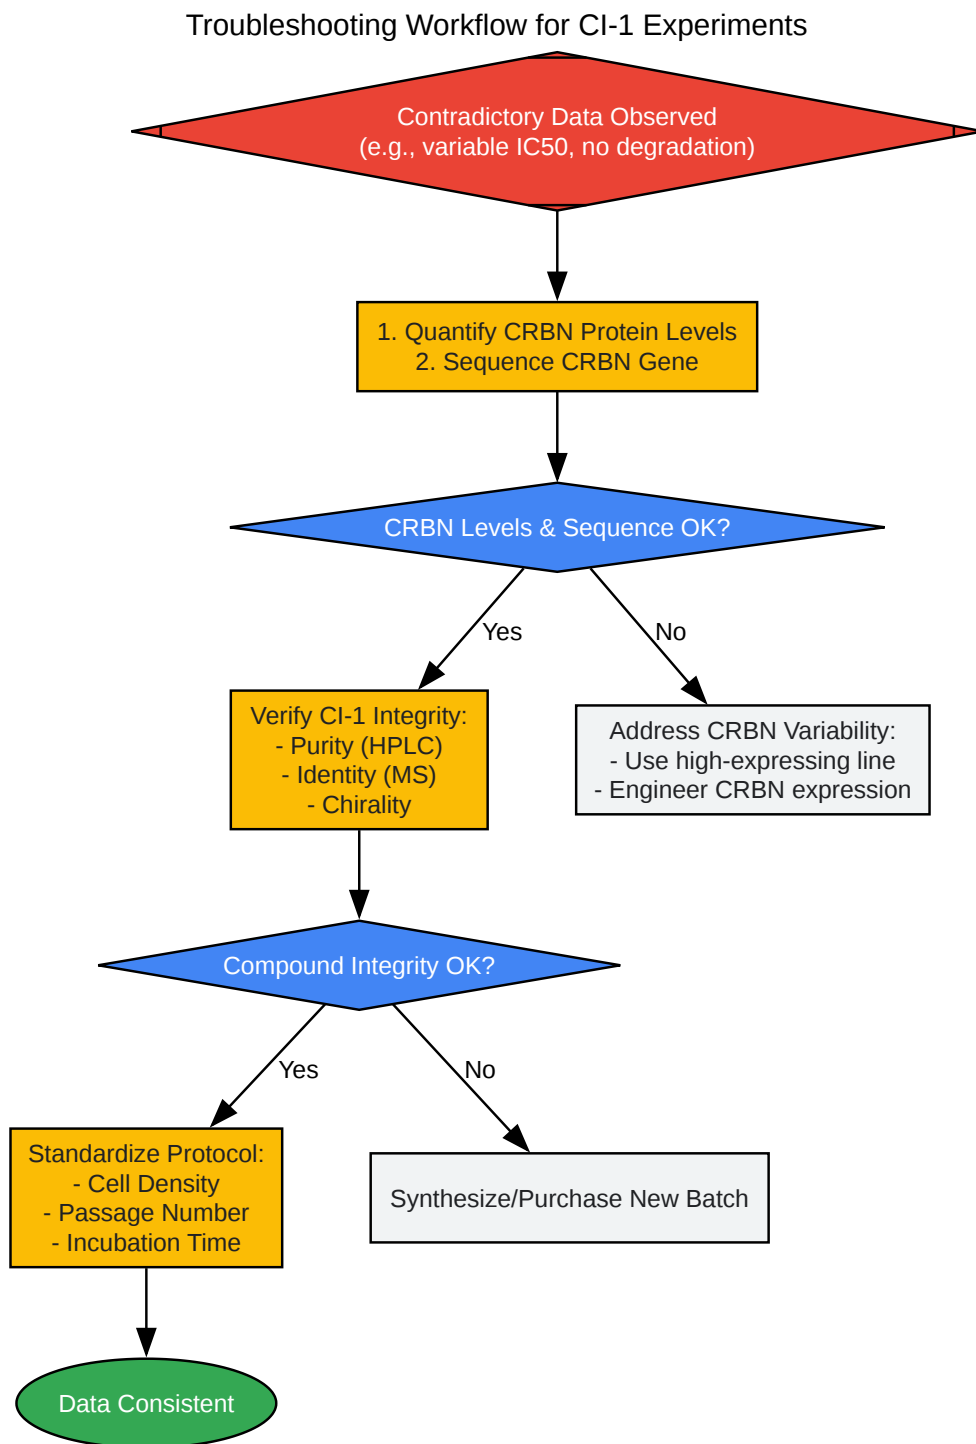 Troubleshooting Workflow for CI-1 Experiments
Contradictory Data Observed
(e.g., variable IC50, no degradation)
1. Quantify CRBN Protein Levels
2. Sequence CRBN Gene
CRBN Levels & Sequence OK?
Yes
No
Verify CI-1 Integrity:
- Purity (HPLC)
- Identity (MS)
- Chirality
Address CRBN Variability:
- Use high-expressing line
- Engineer CRBN expression
Compound Integrity OK?
Yes
No
Standardize Protocol:
- Cell Density
- Passage Number
- Incubation Time
Synthesize/Purchase New Batch
Data Consistent